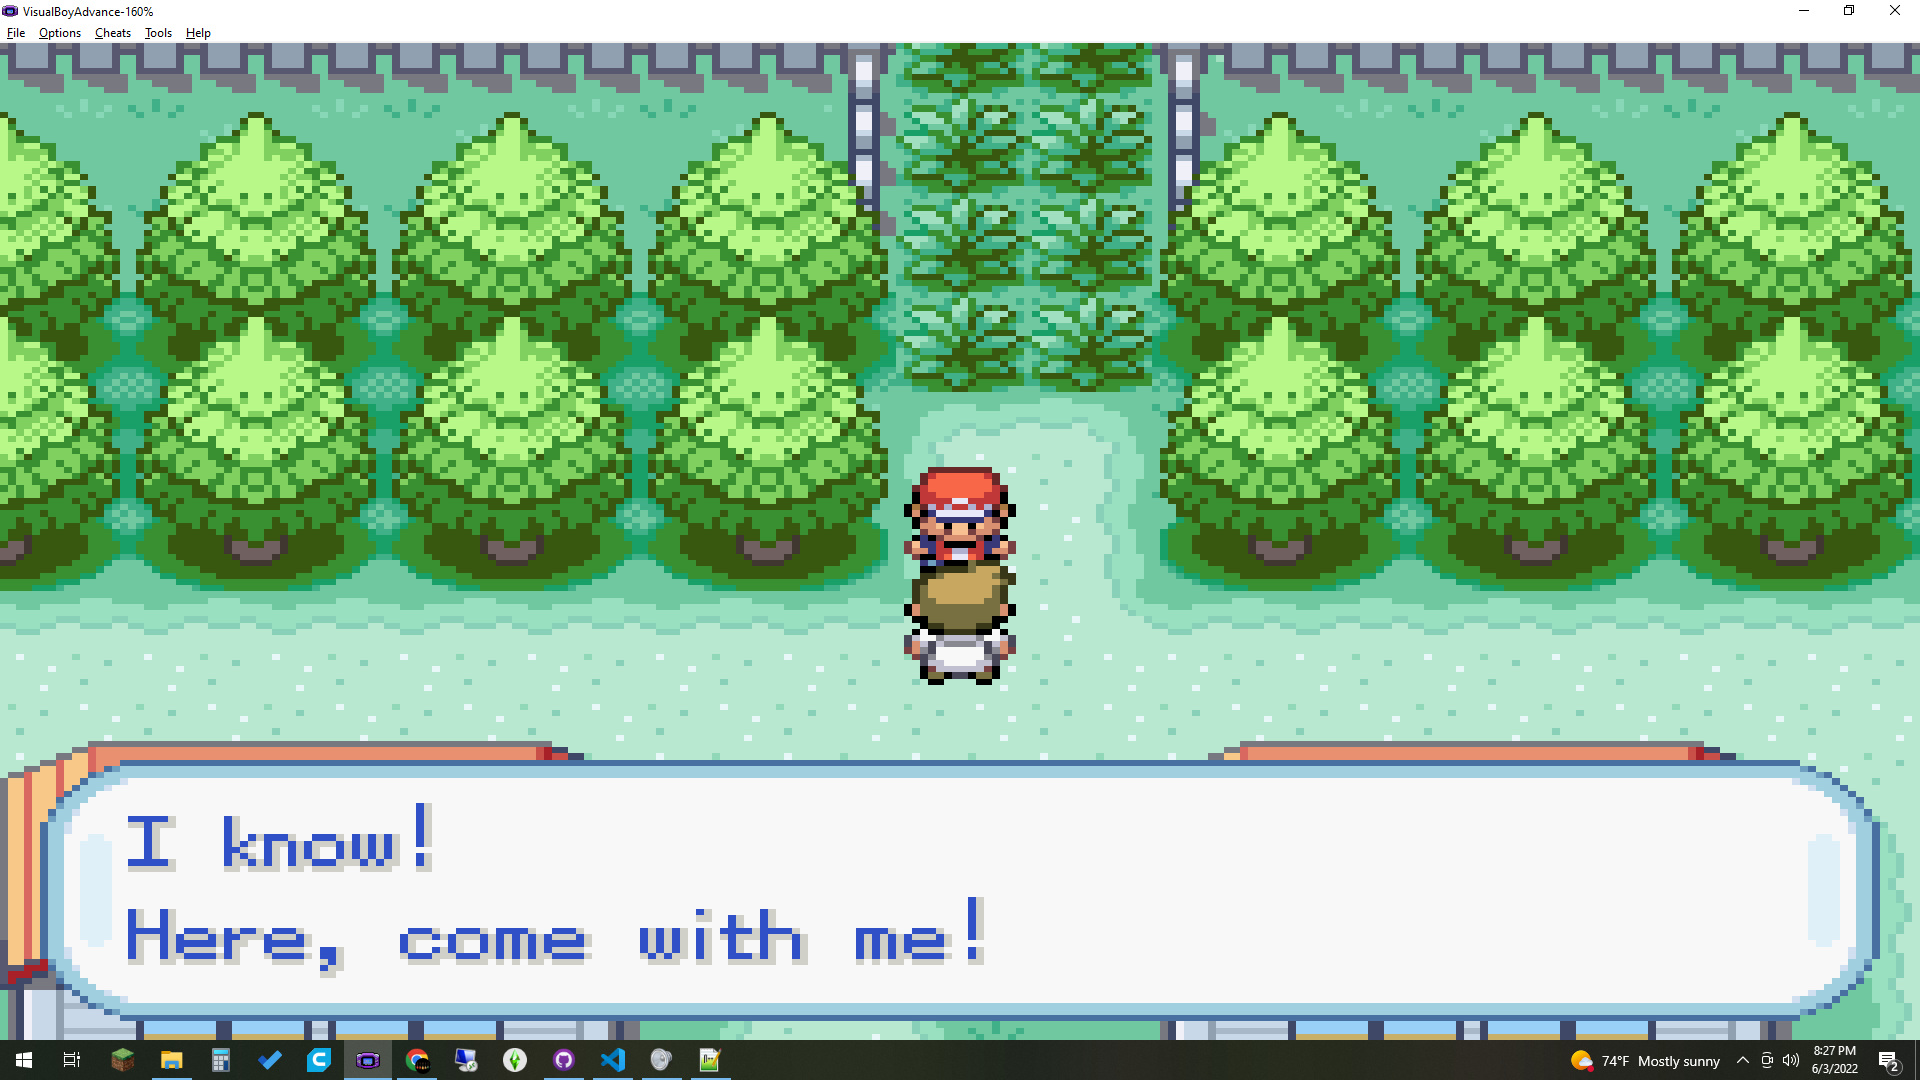 VisualBoyAdvance-160%
File Options Cheats Tools Help
I know!
Here, come with me!
74°F Mostly sunny
8:27 PM
6/3/2022
2